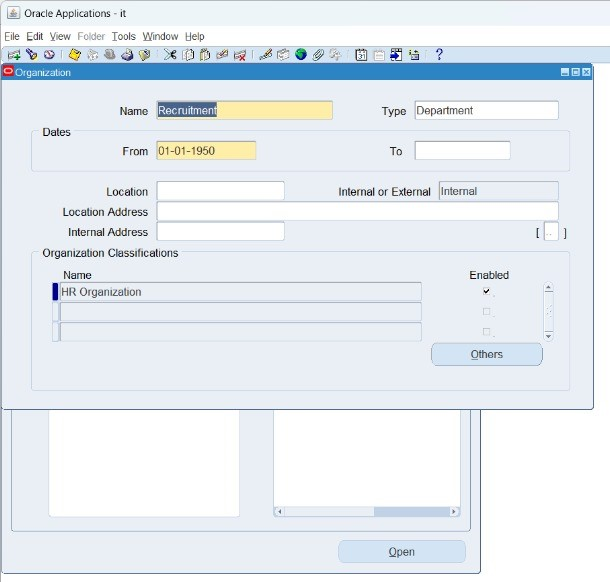 Oracle Applications - it
File Edit View Folder Tools Window Help
Organization
Name Recruitment Type Department
Dates
From 01-01-1950 To
Location Internal or External Internal
Location Address
Internal Address [ .. ]
Organization Classifications
Name Enabled
HR Organization
Others
Open